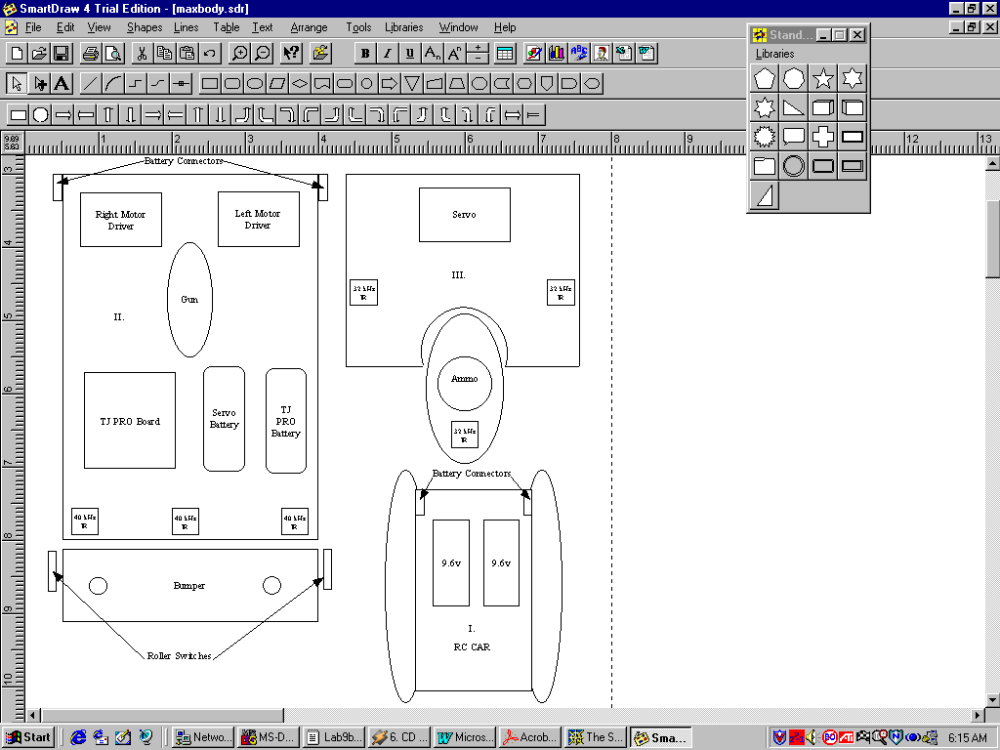 SmartDraw 4 Trial Edition - [maxbody.sdr]
File Edit View Shapes Lines Table Text Arrange Tools Libraries Window Help
Stand...
Libraries
B I U
9.69
5.63
1 2 3 4 5 6 7 8 9 12 13
3
4
5
6
7
8
9
10
Battery Connectors
Right Motor
Driver
Left Motor
Driver
Gun
II.
TJ PRO Board
Servo
Battery
TJ
PRO
Battery
40 kHz
IR
40 kHz
IR
40 kHz
IR
Bumper
Roller Switches
Servo
III.
32 kHz
IR
32 kHz
IR
Ammo
32 kHz
IR
Battery Connectors
9.6v
9.6v
I.
RC CAR
Start Netwo... MS-D... Lab9b... 6. CD ... Micros... Acrob... The S... Sma... 6:15 AM